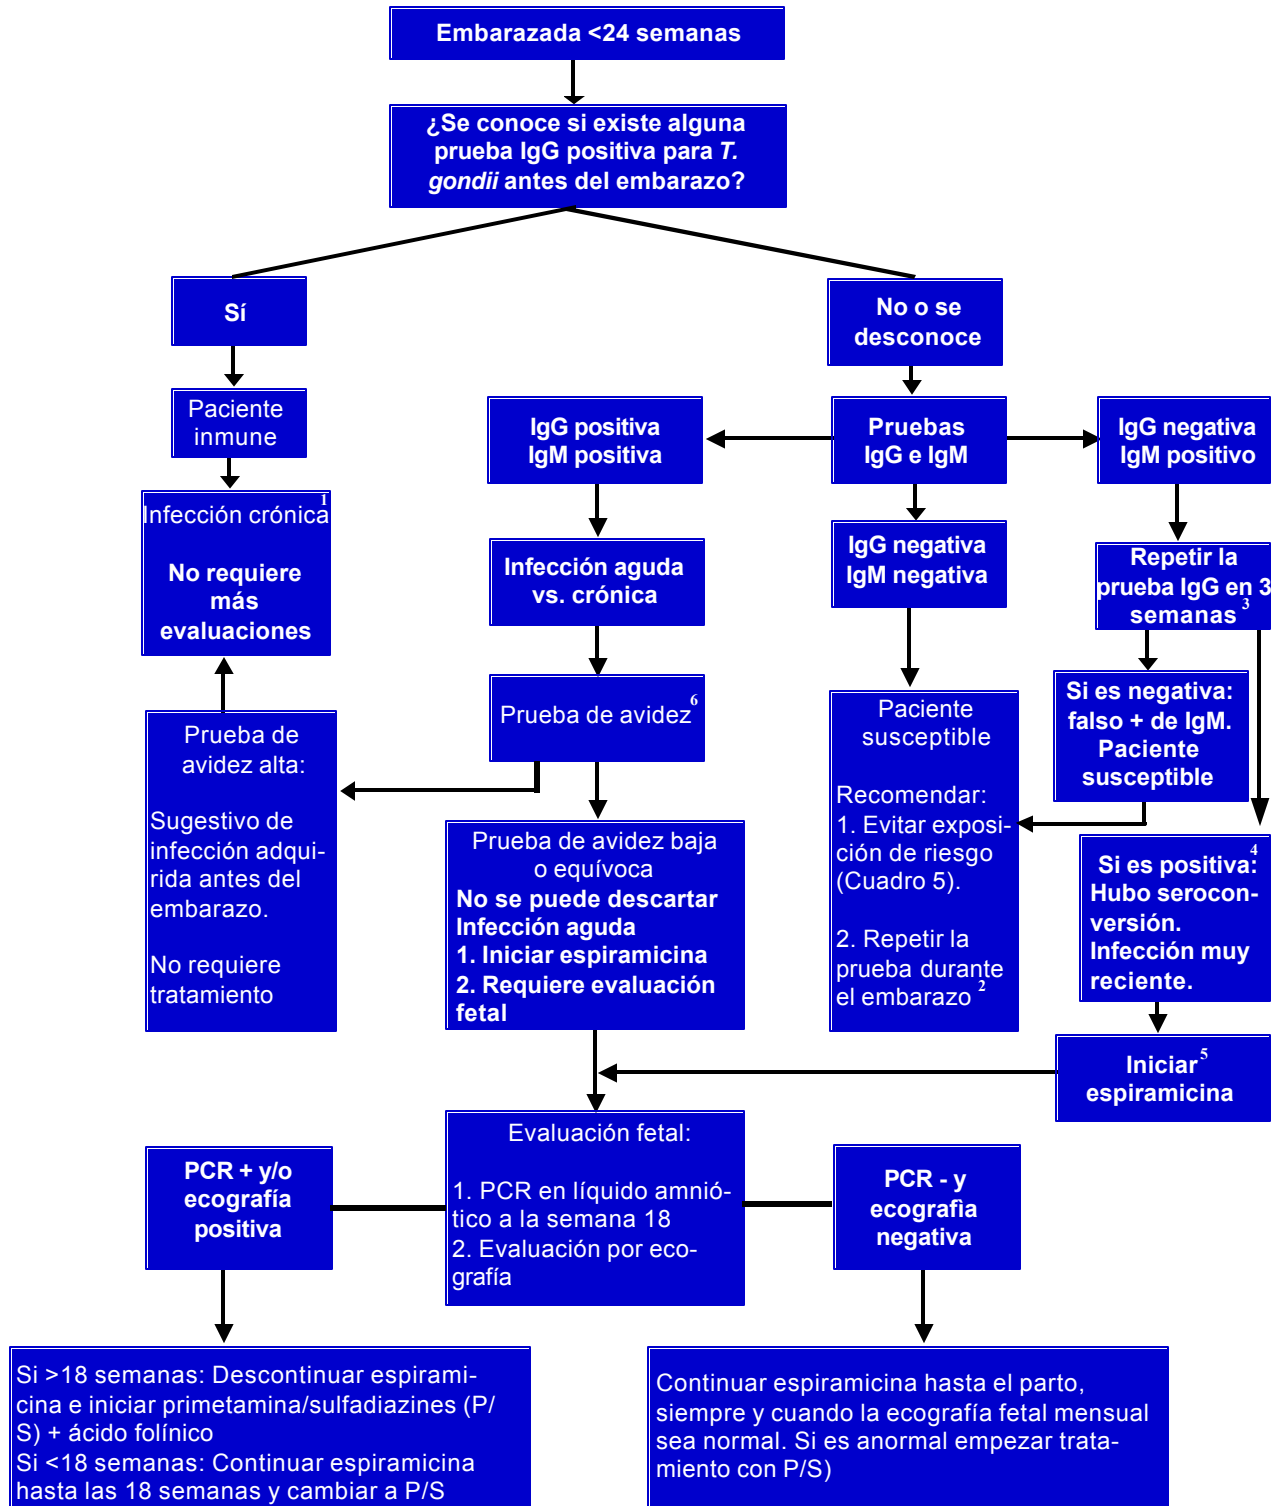 Embarazada <24 semanas
¿Se conoce si existe alguna
prueba IgG positiva para T.
gondii antes del embarazo?
Sí
No o se
desconoce
Paciente
inmune
IgG positiva
IgM positiva
Pruebas
IgG e IgM
IgG negativa
IgM positivo
Infección crónica 1
No requiere
más
evaluaciones
Infección aguda
vs. crónica
IgG negativa
IgM negativa
Repetir la
prueba IgG en 3
semanas 3
Prueba de
avidez alta:
Sugestivo de
infección adqui-
rida antes del
embarazo.
No requiere
tratamiento
Prueba de avidez 6
Paciente
susceptible
Recomendar:
1. Evitar exposi-
ción de riesgo
(Cuadro 5).
2. Repetir la
prueba durante
el embarazo 2
Si es negativa:
falso + de IgM.
Paciente
susceptible
Prueba de avidez baja
o equívoca
No se puede descartar
Infección aguda
1. Iniciar espiramicina
2. Requiere evaluación
fetal
Si es positiva: 4
Hubo serocon-
versión.
Infección muy
reciente.
Iniciar 5
espiramicina
Evaluación fetal:
1. PCR en líquido amnió-
tico a la semana 18
2. Evaluación por eco-
grafía
PCR + y/o
ecografía
positiva
PCR - y
ecografìa
negativa
Si >18 semanas: Descontinuar espirami-
cina e iniciar primetamina/sulfadiazines (P/
S) + ácido folínico
Si <18 semanas: Continuar espiramicina
hasta las 18 semanas y cambiar a P/S
Continuar espiramicina hasta el parto,
siempre y cuando la ecografía fetal mensual
sea normal. Si es anormal empezar trata-
miento con P/S)